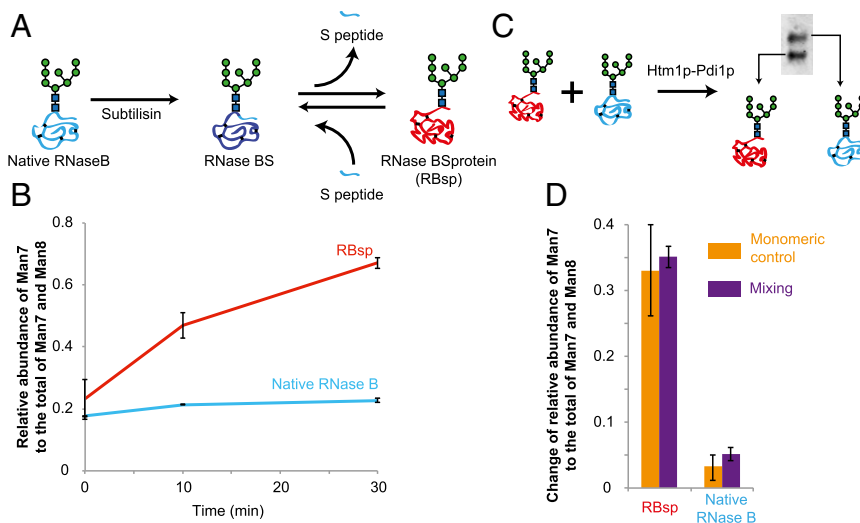 A
S peptide
Subtilisin
Native RNaseB
RNase BS
RNase BSprotein
(RBsp)
S peptide
C
Htm1p-Pdi1p
B
Relative abundance of Man7
to the total of Man7 and Man8
0.8
0.6
0.4
0.2
0
RBsp
Native RNase B
0
10
20
30
Time (min)
D
Change of relative abundance of Man7
to the total of Man7 and Man8
0.4
0.3
0.2
0.1
0
Monomeric
control
Mixing
RBsp
Native
RNase B